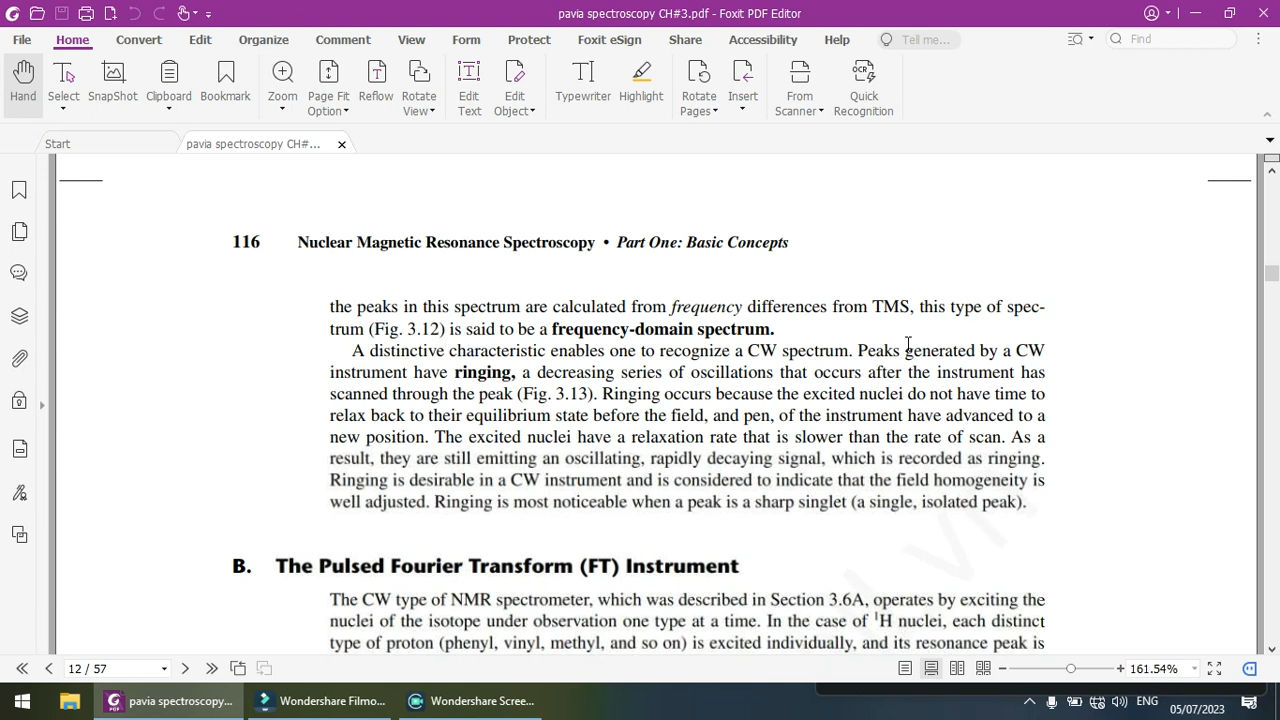 pavia spectroscopy CH#3.pdf - Foxit PDF Editor
File Home Convert Edit Organize Comment View Form Protect Foxit eSign Share Accessibility Help Tell me... Find
Hand Select SnapShot Clipboard Bookmark Zoom Page Fit Option Reflow Rotate View Edit Text Edit Object Typewriter Highlight Rotate Pages Insert From Scanner OCR Quick Recognition
Start pavia spectroscopy CH#...
116 Nuclear Magnetic Resonance Spectroscopy • Part One: Basic Concepts
the peaks in this spectrum are calculated from frequency differences from TMS, this type of spec-
trum (Fig. 3.12) is said to be a frequency-domain spectrum.
A distinctive characteristic enables one to recognize a CW spectrum. Peaks generated by a CW
instrument have ringing, a decreasing series of oscillations that occurs after the instrument has
scanned through the peak (Fig. 3.13). Ringing occurs because the excited nuclei do not have time to
relax back to their equilibrium state before the field, and pen, of the instrument have advanced to a
new position. The excited nuclei have a relaxation rate that is slower than the rate of scan. As a
result, they are still emitting an oscillating, rapidly decaying signal, which is recorded as ringing.
Ringing is desirable in a CW instrument and is considered to indicate that the field homogeneity is
well adjusted. Ringing is most noticeable when a peak is a sharp singlet (a single, isolated peak).
B. The Pulsed Fourier Transform (FT) Instrument
The CW type of NMR spectrometer, which was described in Section 3.6A, operates by exciting the
nuclei of the isotope under observation one type at a time. In the case of ¹H nuclei, each distinct
type of proton (phenyl, vinyl, methyl, and so on) is excited individually, and its resonance peak is
12 / 57 161.54%
pavia spectroscopy... Wondershare Filmo... Wondershare Scree... ENG
05/07/2023